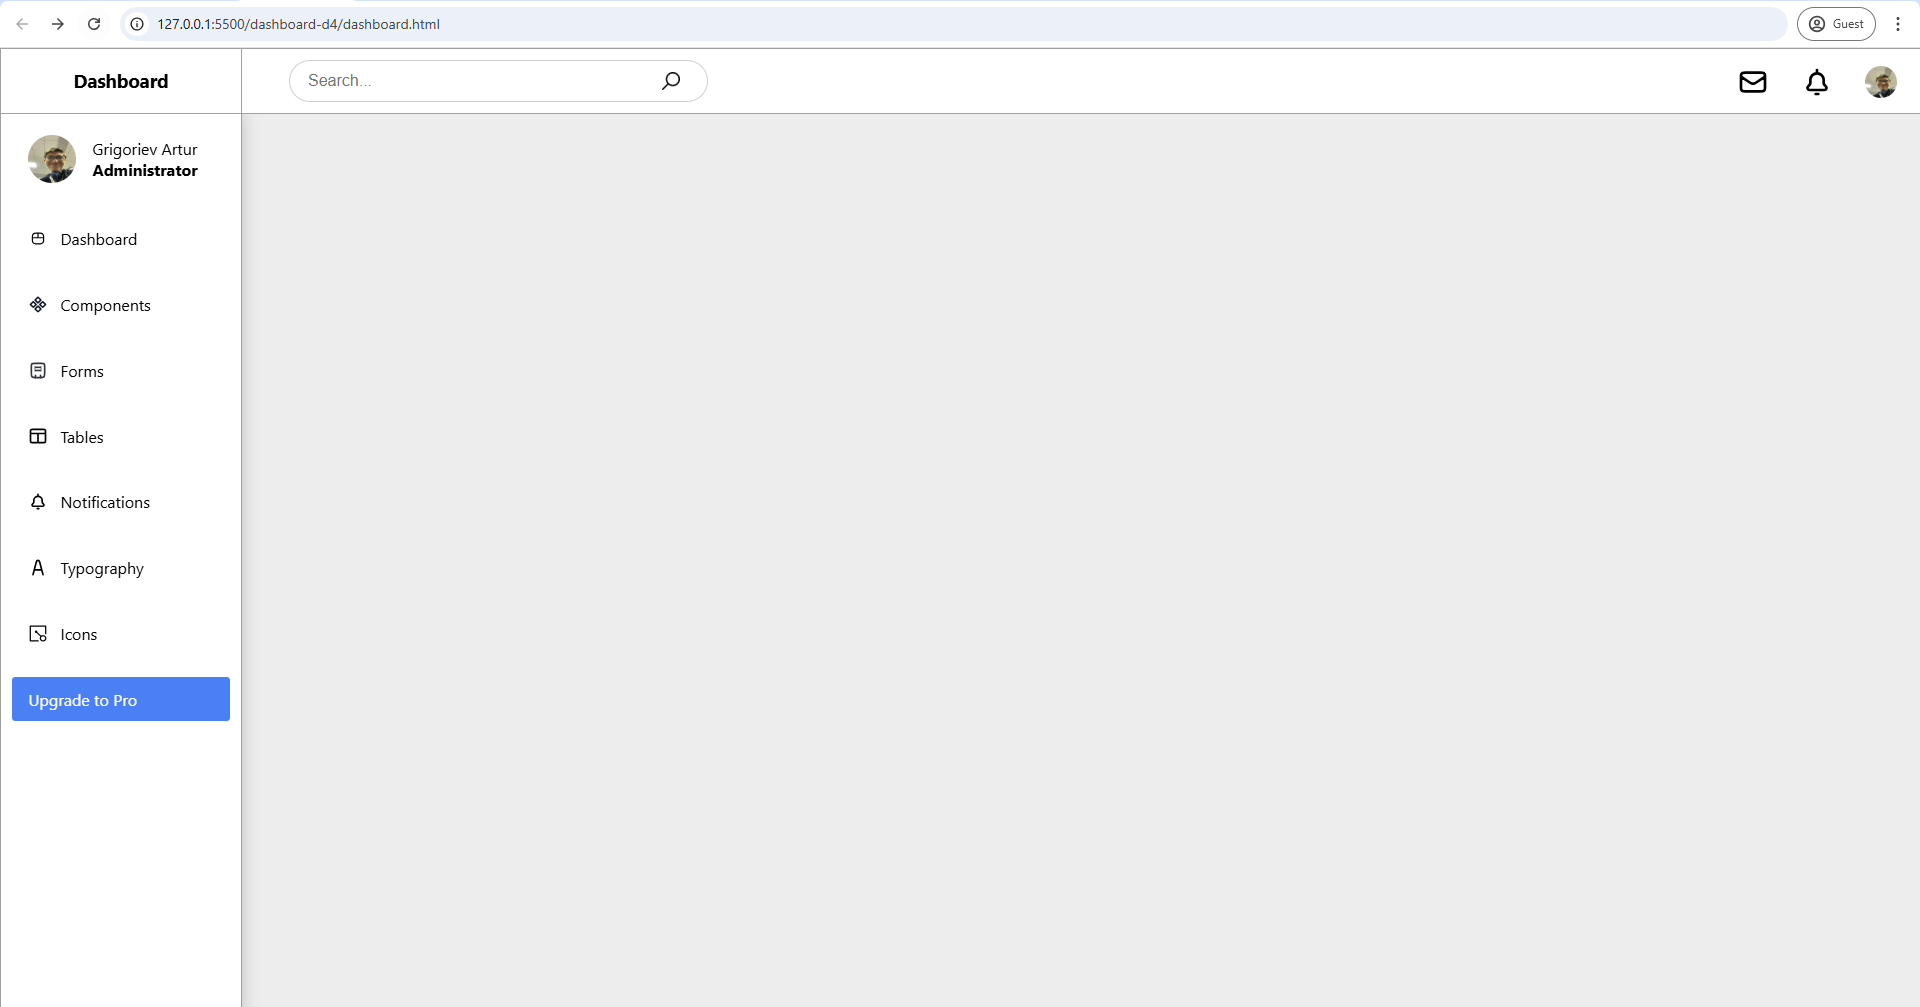 127.0.0.1:5500/dashboard-d4/dashboard.html
Guest
Dashboard
Search...
Grigoriev Artur
Administrator
Dashboard
Components
Forms
Tables
Notifications
Typography
Icons
Upgrade to Pro